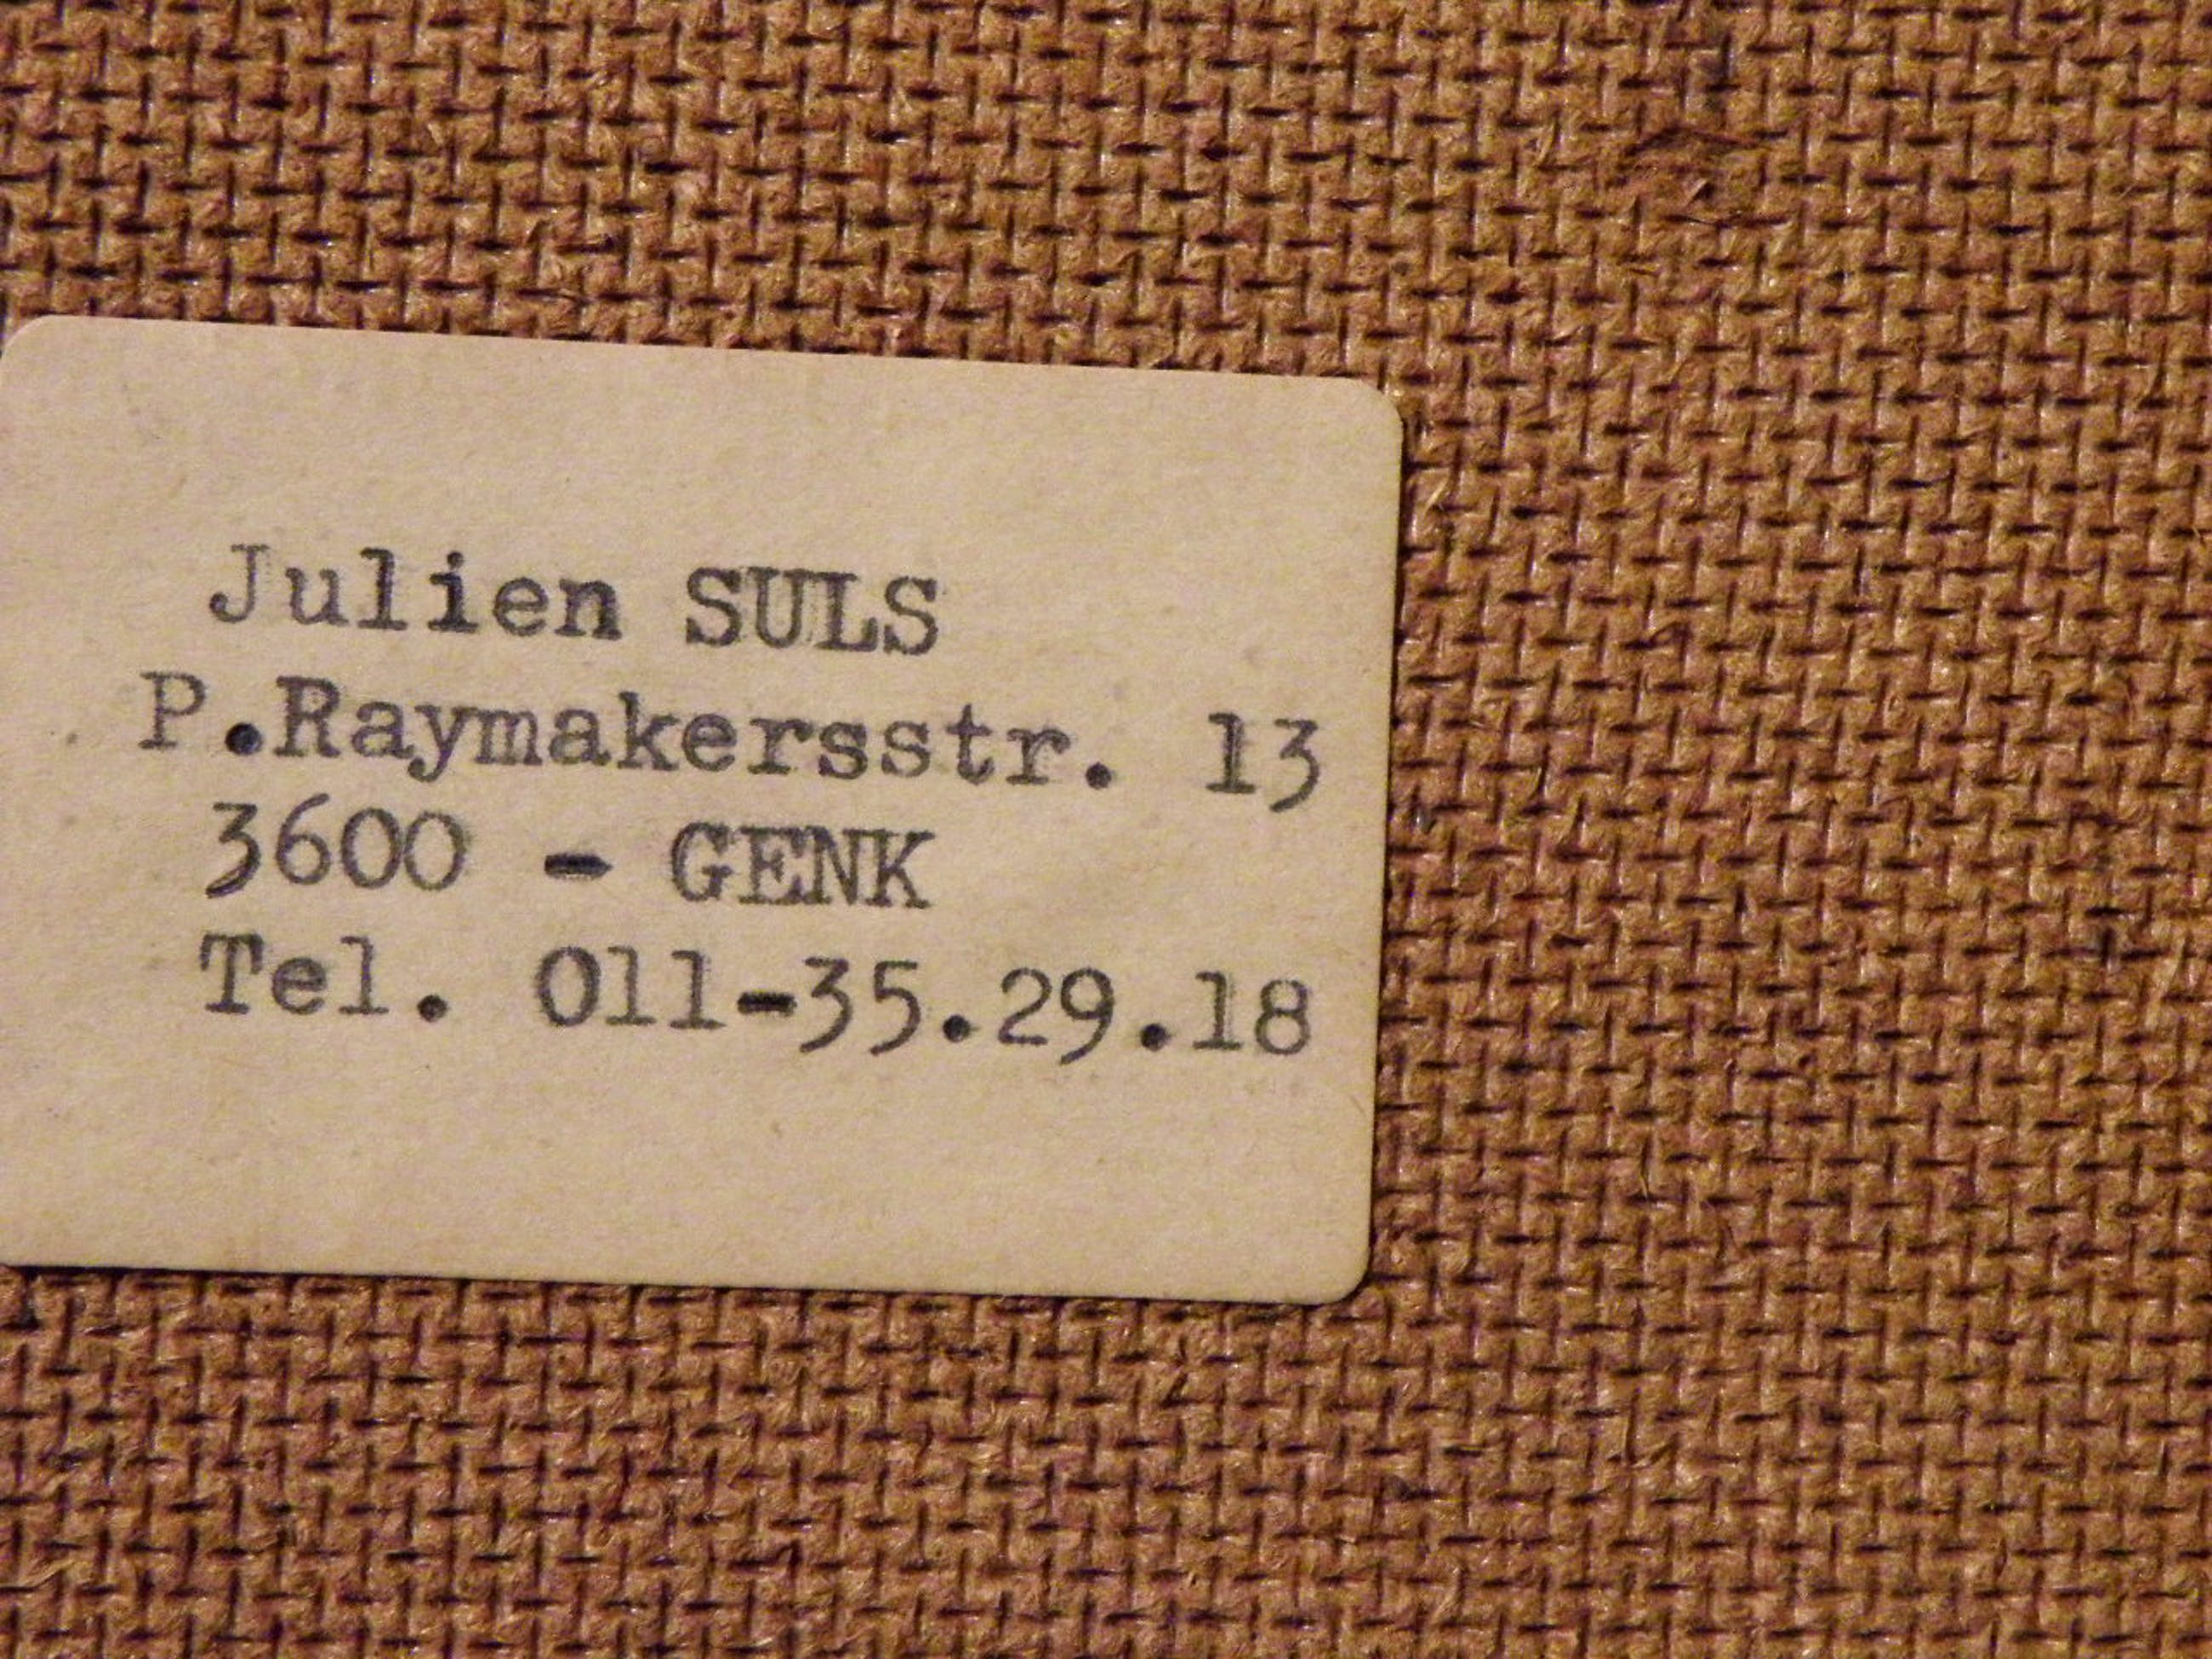 Julien SULS
P.Raymakersstr. 13
3600 - GENK
Tel. 011-35.29.18